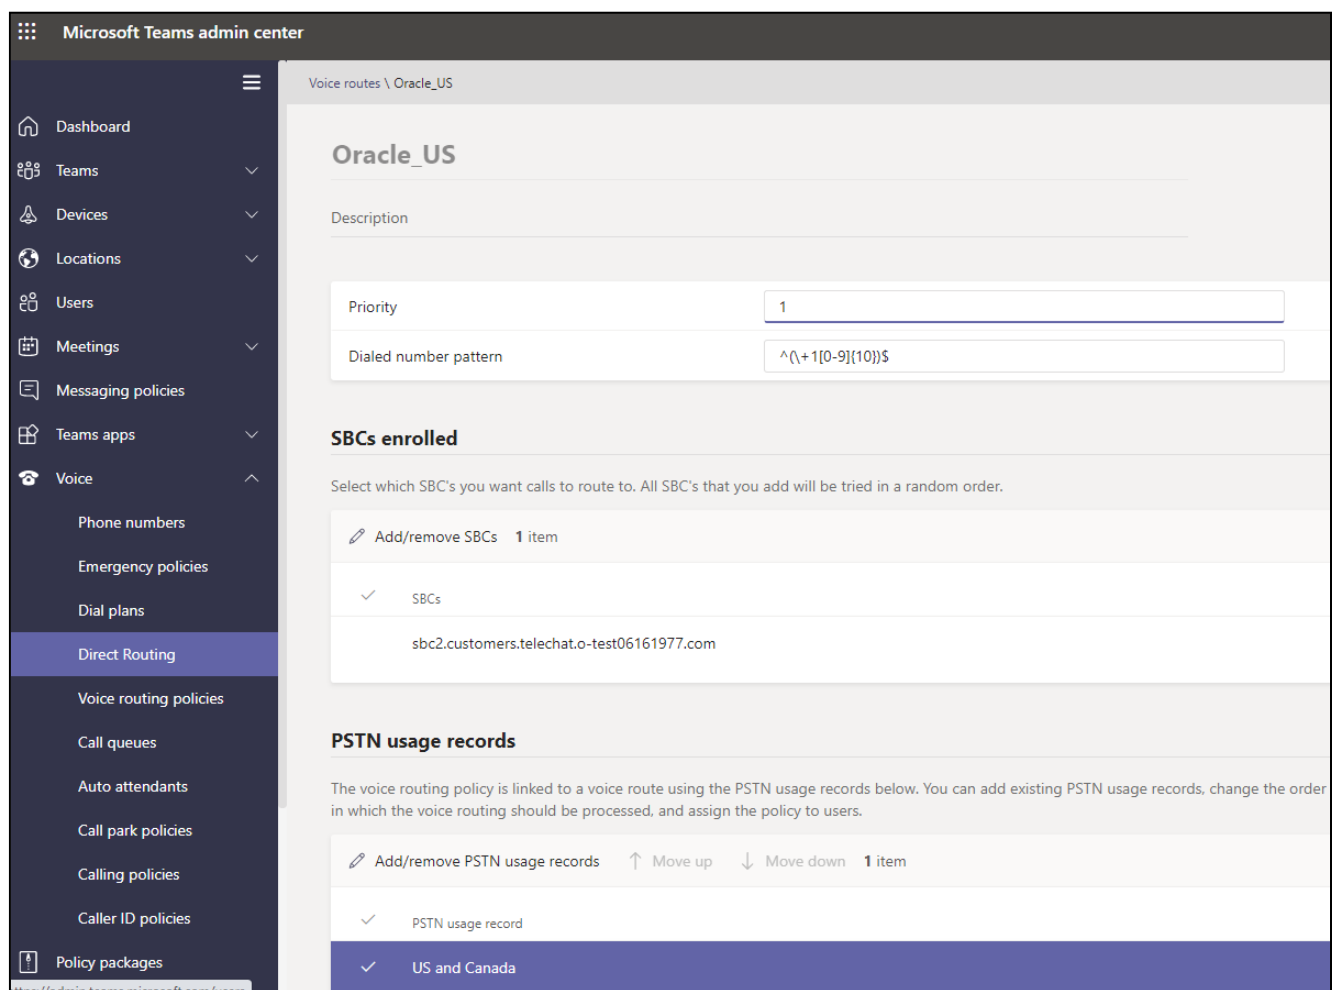 Microsoft Teams admin center
Dashboard
Teams
Devices
Locations
Users
Meetings
Messaging policies
Teams apps
Voice
Phone numbers
Emergency policies
Dial plans
Direct Routing
Voice routing policies
Call queues
Auto attendants
Call park policies
Calling policies
Caller ID policies
Policy packages
Voice routes \ Oracle_US
Oracle_US
Description
Priority 1
Dialed number pattern ^(\+1[0-9]{10})$
SBCs enrolled
Select which SBC's you want calls to route to. All SBC's that you add will be tried in a random order.
Add/remove SBCs 1 item
SBCs
sbc2.customers.telechat.o-test06161977.com
PSTN usage records
The voice routing policy is linked to a voice route using the PSTN usage records below. You can add existing PSTN usage records, change the order
in which the voice routing should be processed, and assign the policy to users.
Add/remove PSTN usage records Move up Move down 1 item
PSTN usage record
US and Canada